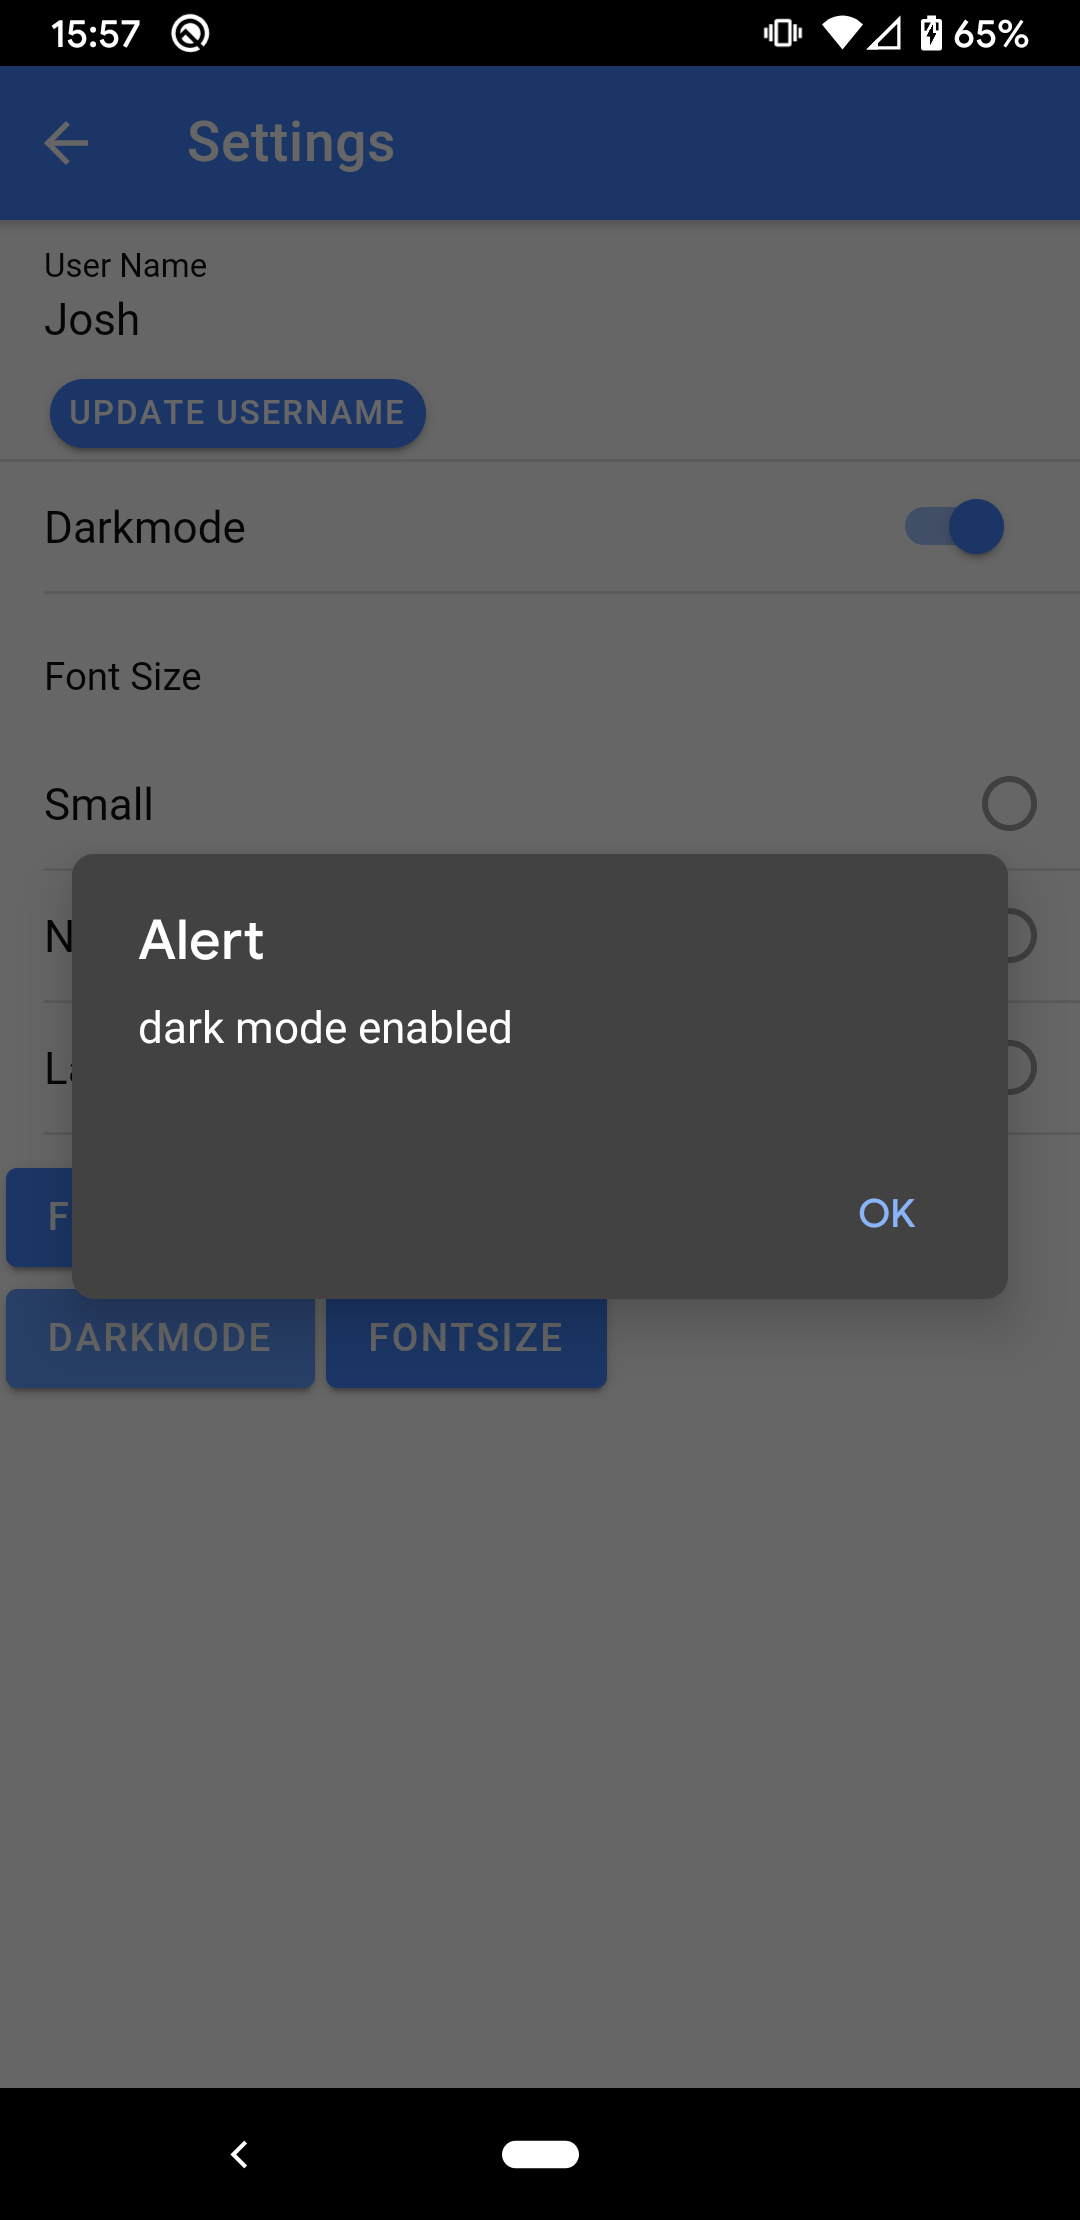 15:57 65%
Settings
User Name
Josh
UPDATE USERNAME
Darkmode
Font Size
Small
Alert
dark mode enabled
OK
DARKMODE FONTSIZE